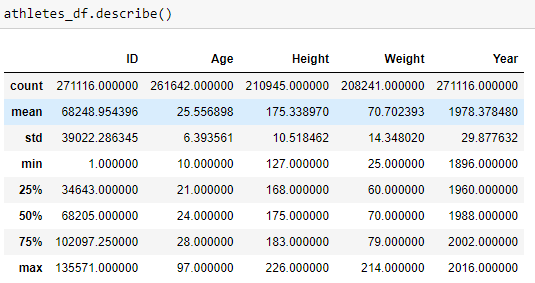 athletes_df.describe()
ID Age Height Weight Year
count 271116.000000 261642.000000 210945.000000 208241.000000 271116.000000
mean 68248.954396 25.556898 175.338970 70.702393 1978.378480
std 39022.286345 6.393561 10.518462 14.348020 29.877632
min 1.000000 10.000000 127.000000 25.000000 1896.000000
25% 34643.000000 21.000000 168.000000 60.000000 1960.000000
50% 68205.000000 24.000000 175.000000 70.000000 1988.000000
75% 102097.250000 28.000000 183.000000 79.000000 2002.000000
max 135571.000000 97.000000 226.000000 214.000000 2016.000000